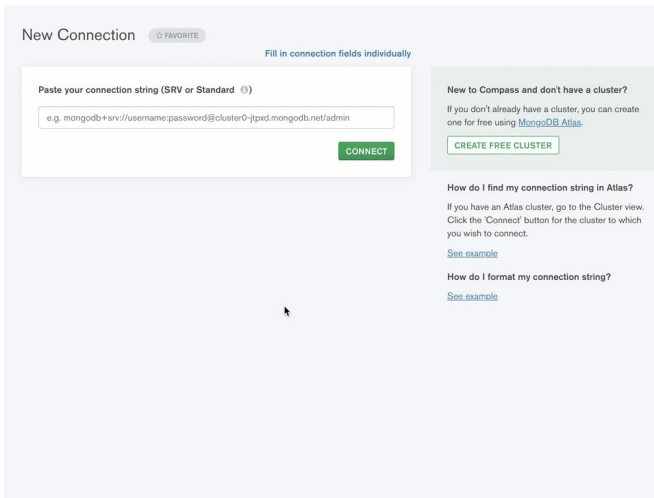 New Connection
☆ FAVORITE
Fill in connection fields individually
Paste your connection string (SRV or Standard ⓘ)
e.g. mongodb+srv://username:password@cluster0-jtpxd.mongodb.net/admin
CONNECT
New to Compass and don't have a cluster?
If you don't already have a cluster, you can create
one for free using MongoDB Atlas.
CREATE FREE CLUSTER
How do I find my connection string in Atlas?
If you have an Atlas cluster, go to the Cluster view.
Click the 'Connect' button for the cluster to which
you wish to connect.
See example
How do I format my connection string?
See example